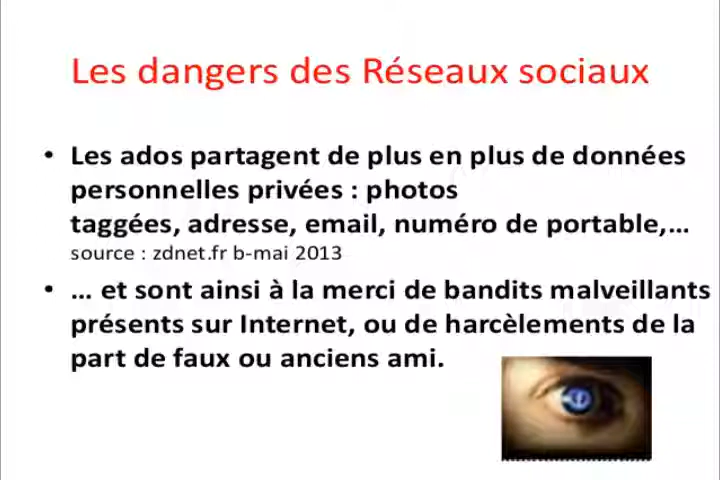 Les dangers des Réseaux sociaux
• Les ados partagent de plus en plus de données
personnelles privées : photos
taggées, adresse, email, numéro de portable,…
source : zdnet.fr b-mai 2013
• … et sont ainsi à la merci de bandits malveillants
présents sur Internet, ou de harcèlements de la
part de faux ou anciens ami.